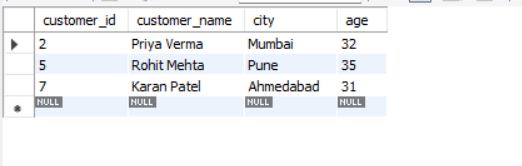 customer_id customer_name city age
2 Priya Verma Mumbai 32
5 Rohit Mehta Pune 35
7 Karan Patel Ahmedabad 31
NULL NULL NULL NULL